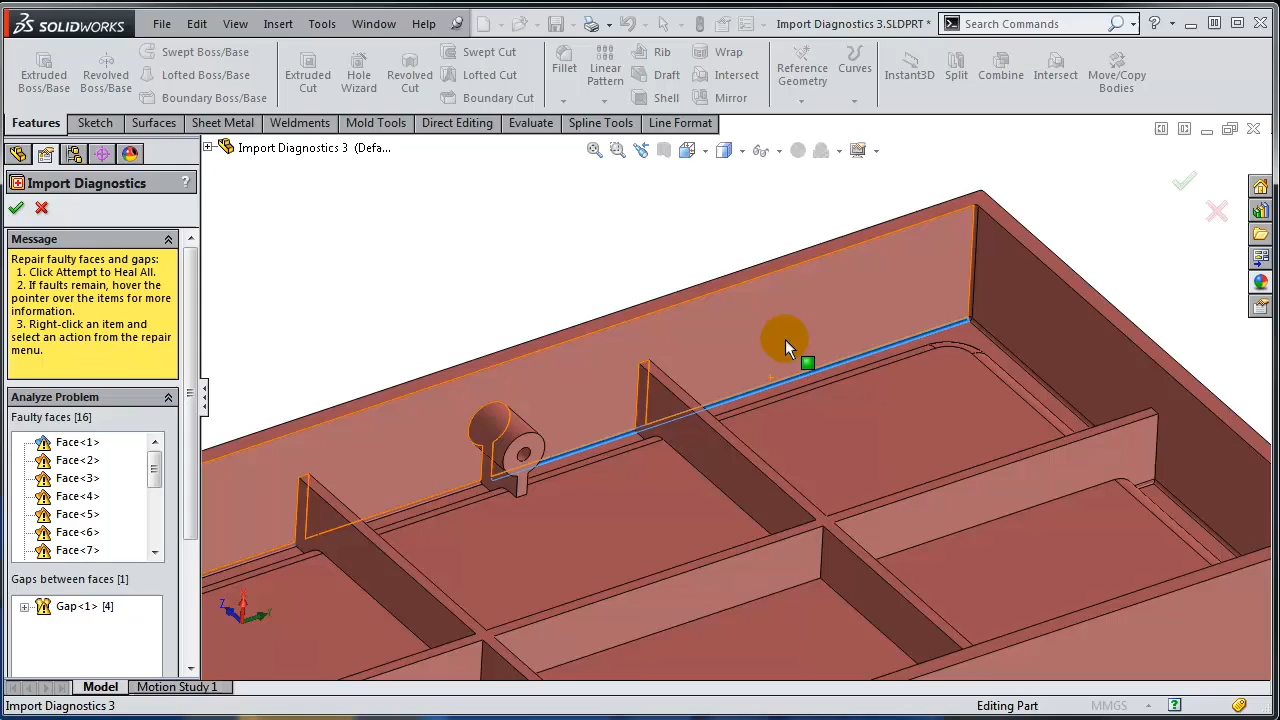 SOLIDWORKS File Edit View Insert Tools Window Help Import Diagnostics 3.SLDPRT * Search Commands
Extruded Boss/Base
Revolved Boss/Base
Swept Boss/Base
Lofted Boss/Base
Boundary Boss/Base
Extruded Cut
Hole Wizard
Revolved Cut
Swept Cut
Lofted Cut
Boundary Cut
Fillet
Linear Pattern
Rib
Draft
Shell
Wrap
Intersect
Mirror
Reference Geometry
Curves
Instant3D
Split
Combine
Intersect
Move/Copy Bodies
Features Sketch Surfaces Sheet Metal Weldments Mold Tools Direct Editing Evaluate Spline Tools Line Format
Import Diagnostics 3 (Defa...
Import Diagnostics ?
Message
Repair faulty faces and gaps:
1. Click Attempt to Heal All.
2. If faults remain, hover the
pointer over the items for more
information.
3. Right-click an item and
select an action from the repair
menu.
Analyze Problem
Faulty faces [16]
Face<1>
Face<2>
Face<3>
Face<4>
Face<5>
Face<6>
Face<7>
Gaps between faces [1]
Gap<1> [4]
Z
Y
Model Motion Study 1
Import Diagnostics 3 Editing Part MMGS